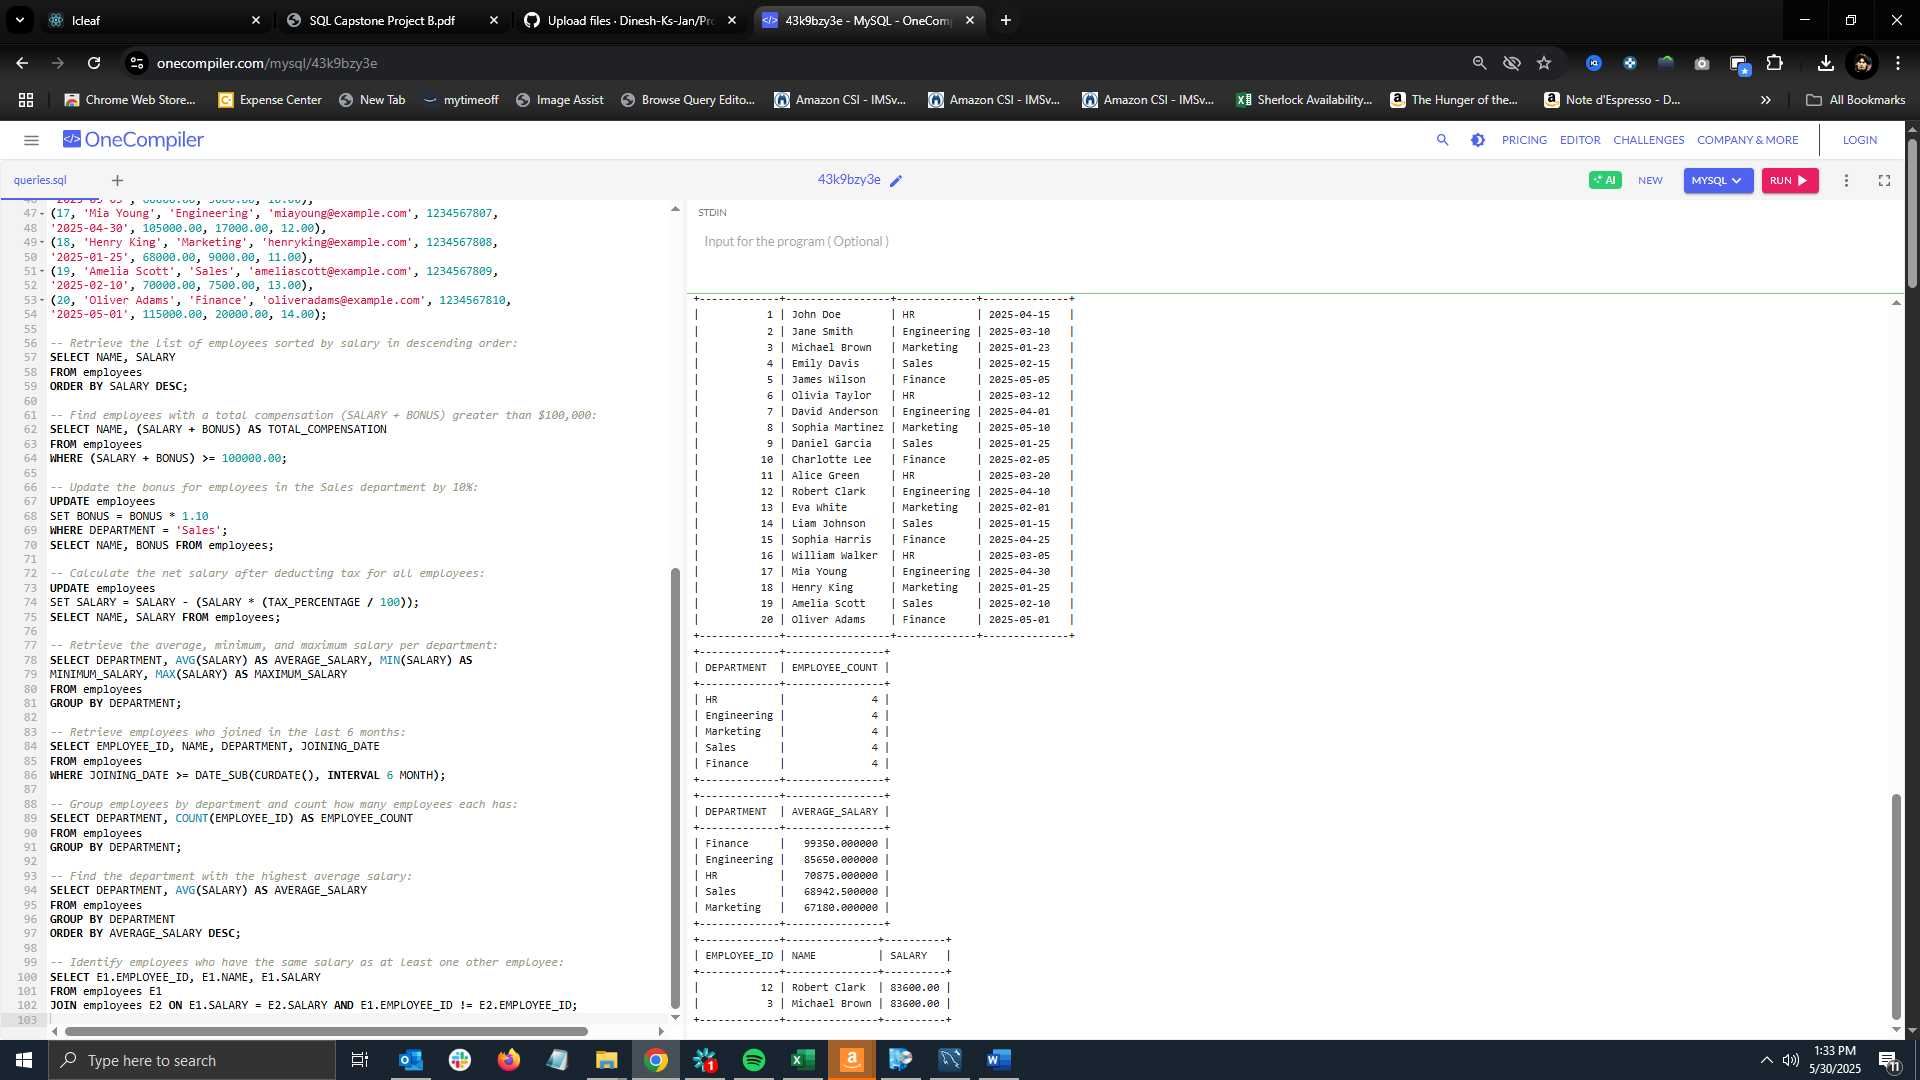 lcleaf
SQL Capstone Project B.pdf
Upload files · Dinesh-Ks-Jan/Pro
43k9bzy3e - MySQL - OneComp
onecompiler.com/mysql/43k9bzy3e
Chrome Web Store...
Expense Center
New Tab
mytimeoff
Image Assist
Browse Query Edito...
Amazon CSI - IMSv...
Amazon CSI - IMSv...
Amazon CSI - IMSv...
Sherlock Availability...
The Hunger of the...
Note d'Espresso - D...
All Bookmarks
OneCompiler
PRICING
EDITOR
CHALLENGES
COMPANY & MORE
LOGIN
queries.sql
43k9bzy3e
AI
NEW
MYSQL
RUN
47 (17, 'Mia Young', 'Engineering', 'miayoung@example.com', 1234567807,
48 '2025-04-30', 105000.00, 17000.00, 12.00),
49 (18, 'Henry King', 'Marketing', 'henryking@example.com', 1234567808,
50 '2025-01-25', 68000.00, 9000.00, 11.00),
51 (19, 'Amelia Scott', 'Sales', 'ameliascott@example.com', 1234567809,
52 '2025-02-10', 70000.00, 7500.00, 13.00),
53 (20, 'Oliver Adams', 'Finance', 'oliveradams@example.com', 1234567810,
54 '2025-05-01', 115000.00, 20000.00, 14.00);
55
56 -- Retrieve the list of employees sorted by salary in descending order:
57 SELECT NAME, SALARY
58 FROM employees
59 ORDER BY SALARY DESC;
60
61 -- Find employees with a total compensation (SALARY + BONUS) greater than $100,000:
62 SELECT NAME, (SALARY + BONUS) AS TOTAL_COMPENSATION
63 FROM employees
64 WHERE (SALARY + BONUS) >= 100000.00;
65
66 -- Update the bonus for employees in the Sales department by 10%:
67 UPDATE employees
68 SET BONUS = BONUS * 1.10
69 WHERE DEPARTMENT = 'Sales';
70 SELECT NAME, BONUS FROM employees;
71
72 -- Calculate the net salary after deducting tax for all employees:
73 UPDATE employees
74 SET SALARY = SALARY - (SALARY * (TAX_PERCENTAGE / 100));
75 SELECT NAME, SALARY FROM employees;
76
77 -- Retrieve the average, minimum, and maximum salary per department:
78 SELECT DEPARTMENT, AVG(SALARY) AS AVERAGE_SALARY, MIN(SALARY) AS
79 MINIMUM_SALARY, MAX(SALARY) AS MAXIMUM_SALARY
80 FROM employees
81 GROUP BY DEPARTMENT;
82
83 -- Retrieve employees who joined in the last 6 months:
84 SELECT EMPLOYEE_ID, NAME, DEPARTMENT, JOINING_DATE
85 FROM employees
86 WHERE JOINING_DATE >= DATE_SUB(CURDATE(), INTERVAL 6 MONTH);
87
88 -- Group employees by department and count how many employees each has:
89 SELECT DEPARTMENT, COUNT(EMPLOYEE_ID) AS EMPLOYEE_COUNT
90 FROM employees
91 GROUP BY DEPARTMENT;
92
93 -- Find the department with the highest average salary:
94 SELECT DEPARTMENT, AVG(SALARY) AS AVERAGE_SALARY
95 FROM employees
96 GROUP BY DEPARTMENT
97 ORDER BY AVERAGE_SALARY DESC;
98
99 -- Identify employees who have the same salary as at least one other employee:
100 SELECT E1.EMPLOYEE_ID, E1.NAME, E1.SALARY
101 FROM employees E1
102 JOIN employees E2 ON E1.SALARY = E2.SALARY AND E1.EMPLOYEE_ID != E2.EMPLOYEE_ID;
103
STDIN
Input for the program ( Optional )
+-------------+-----------------+-------------+--------------+
| 1 | John Doe | HR | 2025-04-15 |
| 2 | Jane Smith | Engineering | 2025-03-10 |
| 3 | Michael Brown | Marketing | 2025-01-23 |
| 4 | Emily Davis | Sales | 2025-02-15 |
| 5 | James Wilson | Finance | 2025-05-05 |
| 6 | Olivia Taylor | HR | 2025-03-12 |
| 7 | David Anderson | Engineering | 2025-04-01 |
| 8 | Sophia Martinez | Marketing | 2025-05-10 |
| 9 | Daniel Garcia | Sales | 2025-01-25 |
| 10 | Charlotte Lee | Finance | 2025-02-05 |
| 11 | Alice Green | HR | 2025-03-20 |
| 12 | Robert Clark | Engineering | 2025-04-10 |
| 13 | Eva White | Marketing | 2025-02-01 |
| 14 | Liam Johnson | Sales | 2025-01-15 |
| 15 | Sophia Harris | Finance | 2025-04-25 |
| 16 | William Walker | HR | 2025-03-05 |
| 17 | Mia Young | Engineering | 2025-04-30 |
| 18 | Henry King | Marketing | 2025-01-25 |
| 19 | Amelia Scott | Sales | 2025-02-10 |
| 20 | Oliver Adams | Finance | 2025-05-01 |
+-------------+-----------------+-------------+--------------+
+-------------+----------------+
| DEPARTMENT | EMPLOYEE_COUNT |
+-------------+----------------+
| HR | 4 |
| Engineering | 4 |
| Marketing | 4 |
| Sales | 4 |
| Finance | 4 |
+-------------+----------------+
+-------------+----------------+
| DEPARTMENT | AVERAGE_SALARY |
+-------------+----------------+
| Finance | 99350.000000 |
| Engineering | 85650.000000 |
| HR | 70875.000000 |
| Sales | 68942.500000 |
| Marketing | 67180.000000 |
+-------------+----------------+
+-------------+---------------+----------+
| EMPLOYEE_ID | NAME | SALARY |
+-------------+---------------+----------+
| 12 | Robert Clark | 83600.00 |
| 3 | Michael Brown | 83600.00 |
+-------------+---------------+----------+
Type here to search
1
1:33 PM
5/30/2025
11